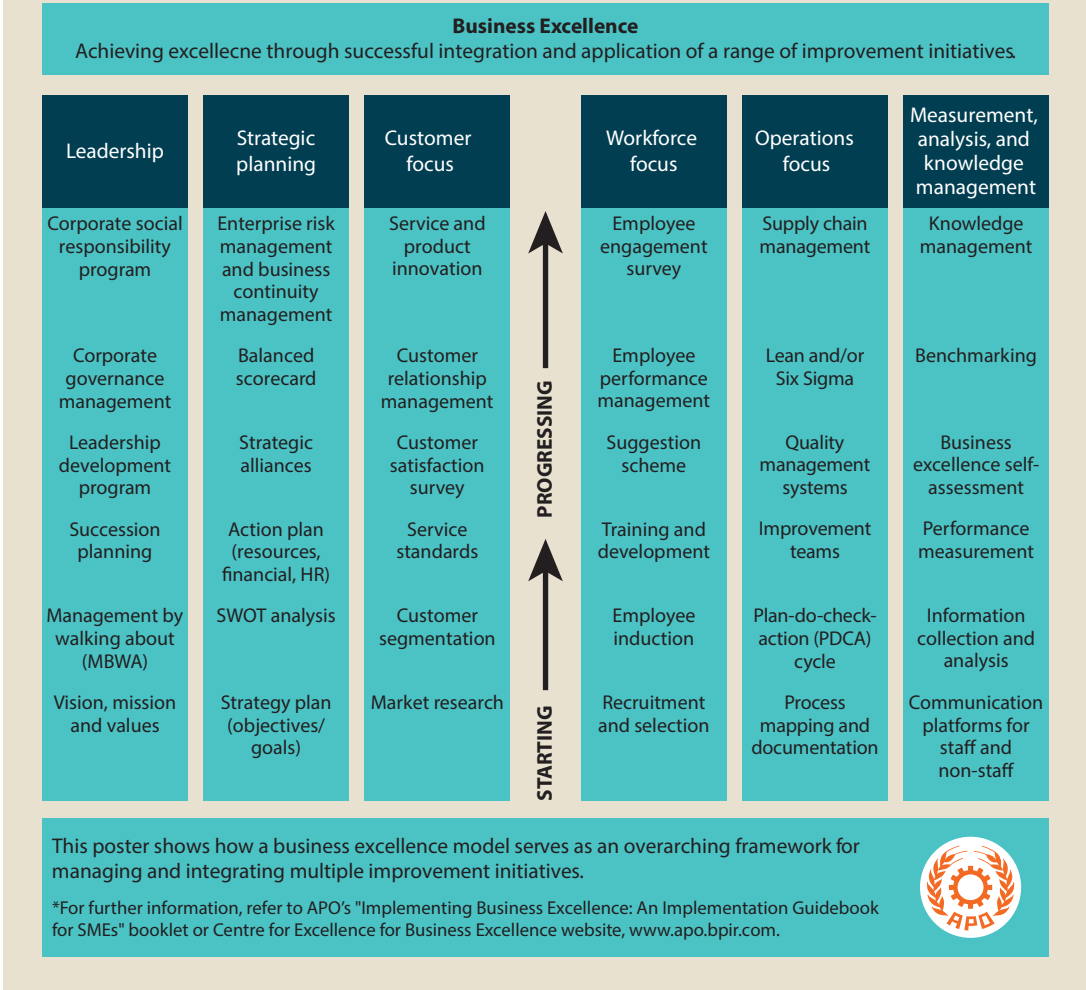 Business Excellence
Achieving excellecne through successful integration and application of a range of improvement initiatives.
Leadership
Corporate social
responsibility
program
Corporate
governance
management
Leadership
development
program
Succession
planning
Management by
walking about
(MBWA)
Vision, mission
and values
Strategic
planning
Enterprise risk
management
and business
continuity
management
Balanced
scorecard
Strategic
alliances
Action plan
(resources,
financial, HR)
SWOT analysis
Strategy plan
(objectives/
goals)
Customer
focus
Service and
product
innovation
Customer
relationship
management
Customer
satisfaction
survey
Service
standards
Customer
segmentation
Market research
PROGRESSING
STARTING
Workforce
focus
Employee
engagement
survey
Employee
performance
management
Suggestion
scheme
Training and
development
Employee
induction
Recruitment
and selection
Operations
focus
Supply chain
management
Lean and/or
Six Sigma
Quality
management
systems
Improvement
teams
Plan-do-check-
action (PDCA)
cycle
Process
mapping and
documentation
Measurement,
analysis, and
knowledge
management
Knowledge
management
Benchmarking
Business
excellence self-
assessment
Performance
measurement
Information
collection and
analysis
Communication
platforms for
staff and
non-staff
This poster shows how a business excellence model serves as an overarching framework for
managing and integrating multiple improvement initiatives.
*For further information, refer to APO's "Implementing Business Excellence: An Implementation Guidebook
for SMEs" booklet or Centre for Excellence for Business Excellence website, www.apo.bpir.com.
APO